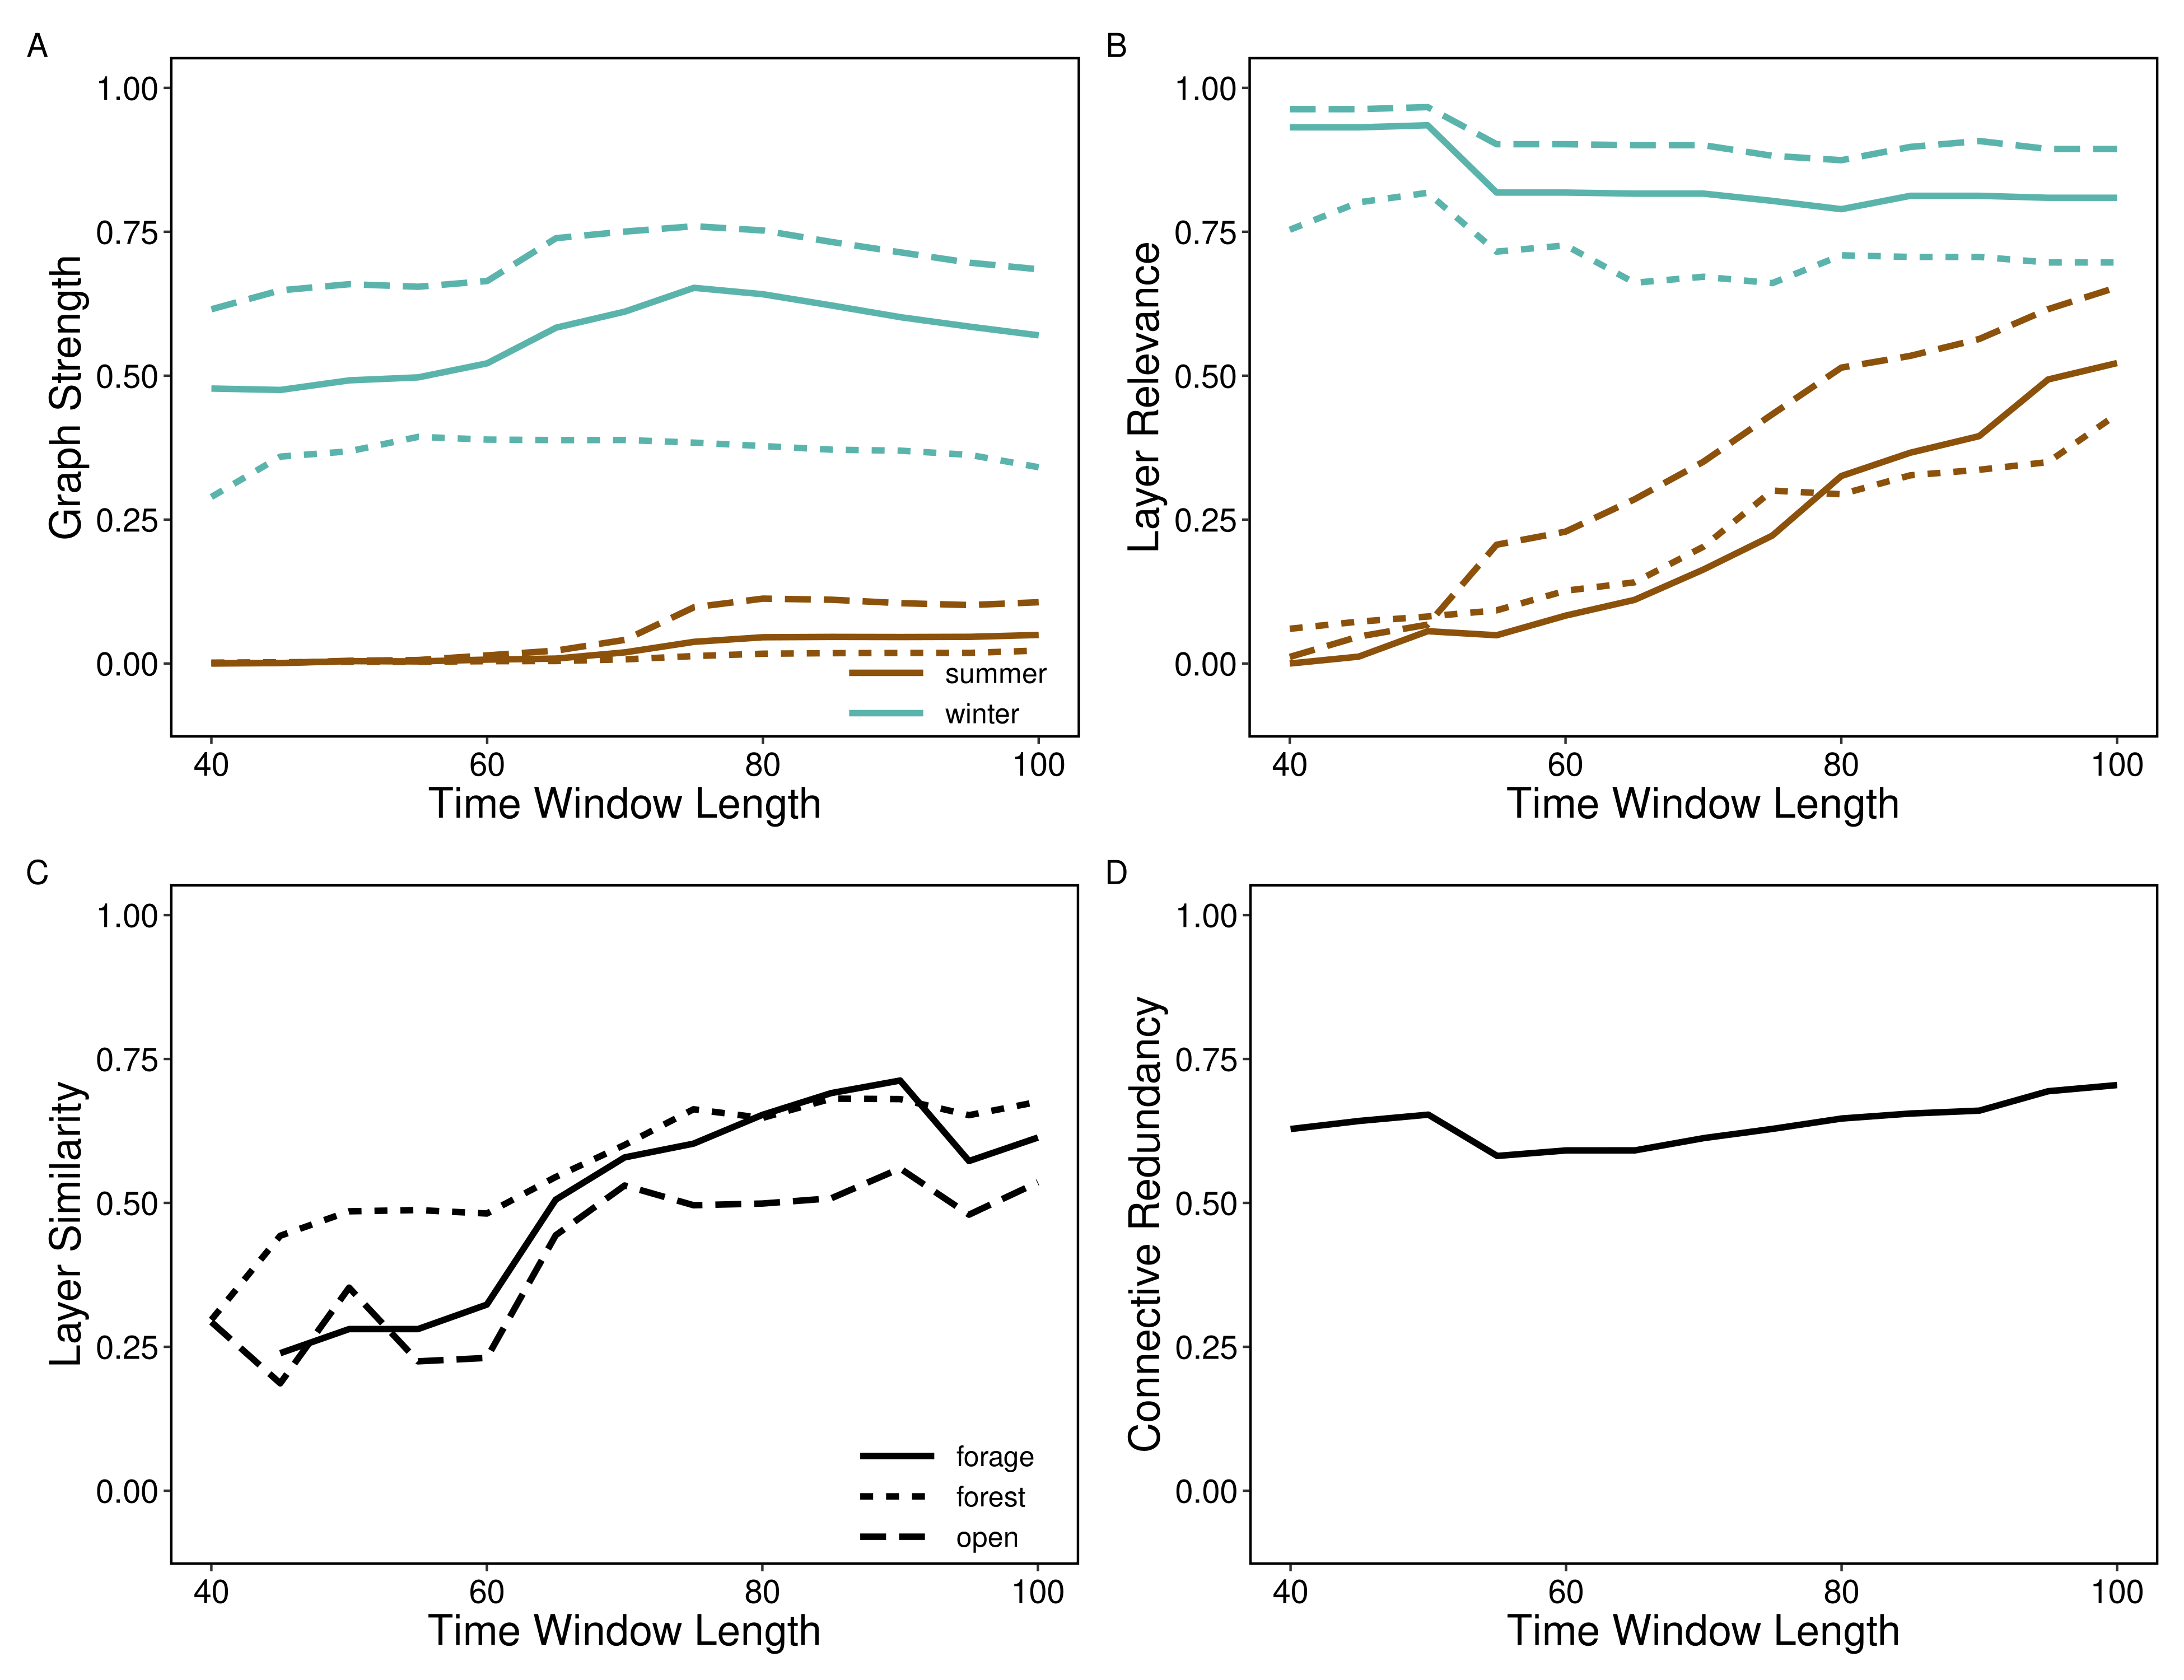 A
Graph Strength
1.00
0.75
0.50
0.25
0.00
summer
winter
40 60 80 100
Time Window Length
B
Layer Relevance
1.00
0.75
0.50
0.25
0.00
40 60 80 100
Time Window Length
C
Layer Similarity
1.00
0.75
0.50
0.25
0.00
forage
forest
open
40 60 80 100
Time Window Length
D
Connective Redundancy
1.00
0.75
0.50
0.25
0.00
40 60 80 100
Time Window Length